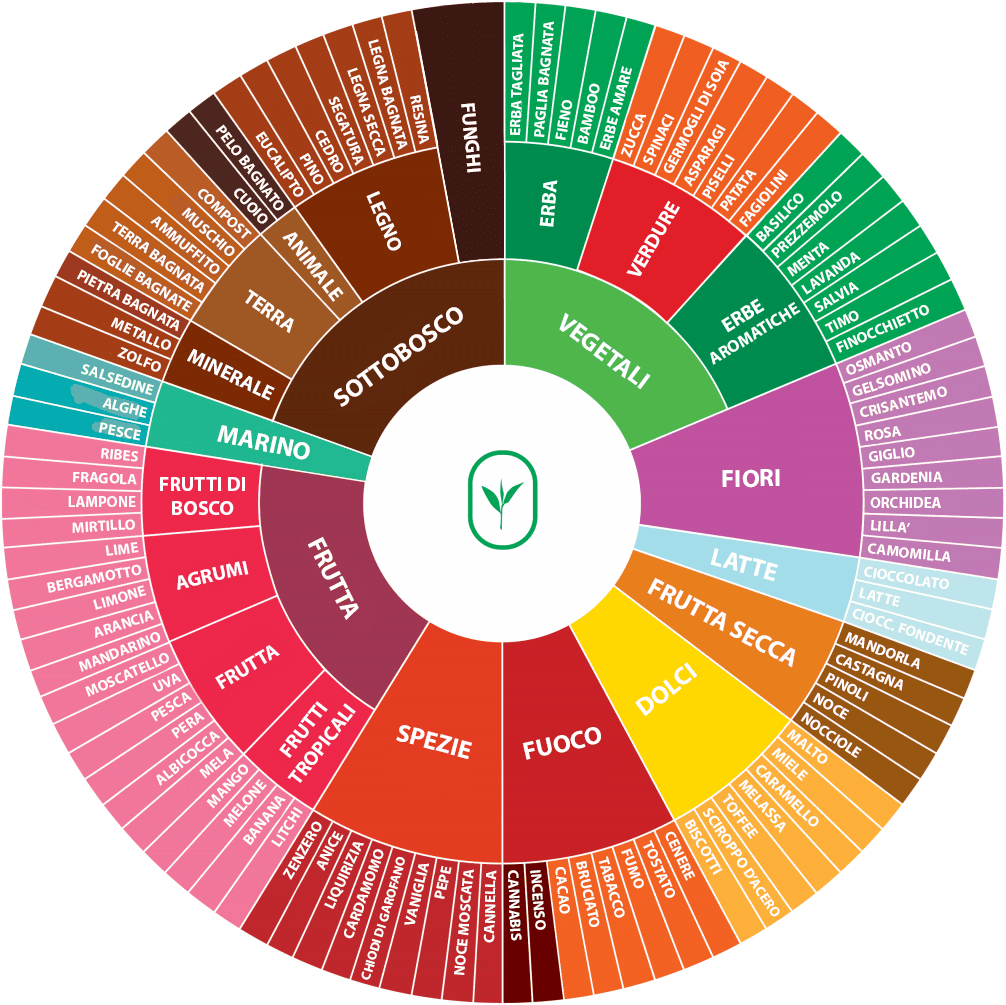 VEGETALI
ERBA
ERBA TAGLIATA
PAGLIA BAGNATA
FIENO
BAMBOO
ERBE AMARE
VERDURE
ZUCCA
SPINACI
GERMOGLI DI SOIA
ASPARAGI
PISELLI
PATATA
FAGIOLINI
ERBE
AROMATICHE
BASILICO
PREZZEMOLO
MENTA
LAVANDA
SALVIA
TIMO
FINOCCHIETTO
FIORI
OSMANTO
GELSOMINO
CRISANTEMO
ROSA
GIGLIO
GARDENIA
ORCHIDEA
LILLA'
CAMOMILLA
LATTE
CIOCCOLATO
LATTE
CIOCC. FONDENTE
FRUTTA SECCA
MANDORLA
CASTAGNA
PINOLI
NOCE
NOCCIOLE
DOLCI
MALTO
MIELE
CARAMELLO
MELASSA
TOFFEE
SCIROPPO D'ACERO
BISCOTTI
FUOCO
CENERE
TOSTATO
FUMO
TABACCO
BRUCIATO
CACAO
INCENSO
CANNABIS
SPEZIE
CANNELLA
NOCE MOSCATA
PEPE
VANIGLIA
CHIODI DI GAROFANO
CARDAMOMO
LIQUIRIZIA
ANICE
ZENZERO
FRUTTA
FRUTTI
TROPICALI
LITCHI
BANANA
MELONE
MANGO
FRUTTA
MELA
ALBICOCCA
PERA
PESCA
UVA
MOSCATELLO
AGRUMI
MANDARINO
ARANCIA
LIMONE
BERGAMOTTO
LIME
FRUTTI DI
BOSCO
MIRTILLO
LAMPONE
FRAGOLA
RIBES
MARINO
PESCE
ALGHE
SALSEDINE
SOTTOBOSCO
MINERALE
ZOLFO
METALLO
PIETRA BAGNATA
TERRA
FOGLIE BAGNATE
TERRA BAGNATA
AMMUFFITO
MUSCHIO
COMPOST
ANIMALE
CUOIO
PELO BAGNATO
LEGNO
EUCALIPTO
PINO
CEDRO
SEGATURA
LEGNA SECCA
LEGNA BAGNATA
RESINA
FUNGHI